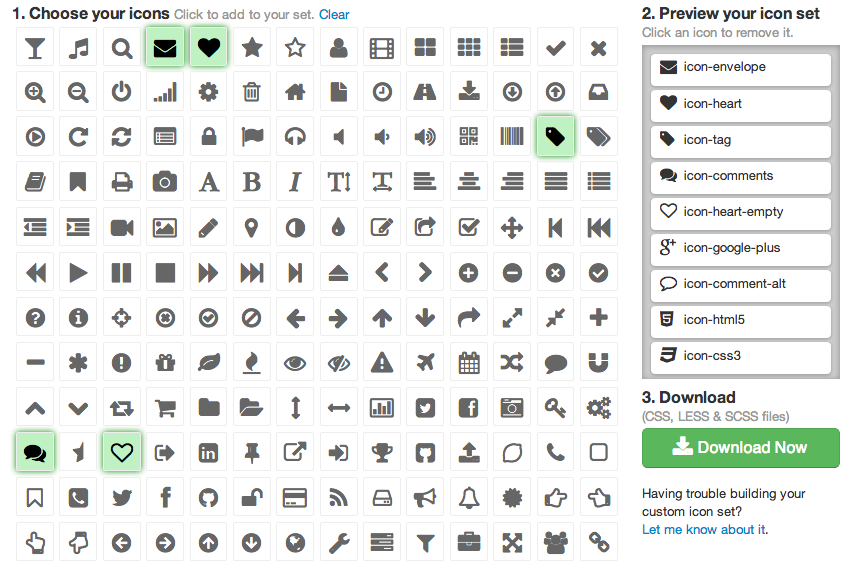 1. Choose your icons Click to add to your set. Clear
2. Preview your icon set
Click an icon to remove it.
icon-envelope
icon-heart
icon-tag
icon-comments
icon-heart-empty
icon-google-plus
icon-comment-alt
icon-html5
icon-css3
3. Download
(CSS, LESS & SCSS files)
Download Now
Having trouble building your
custom icon set?
Let me know about it.